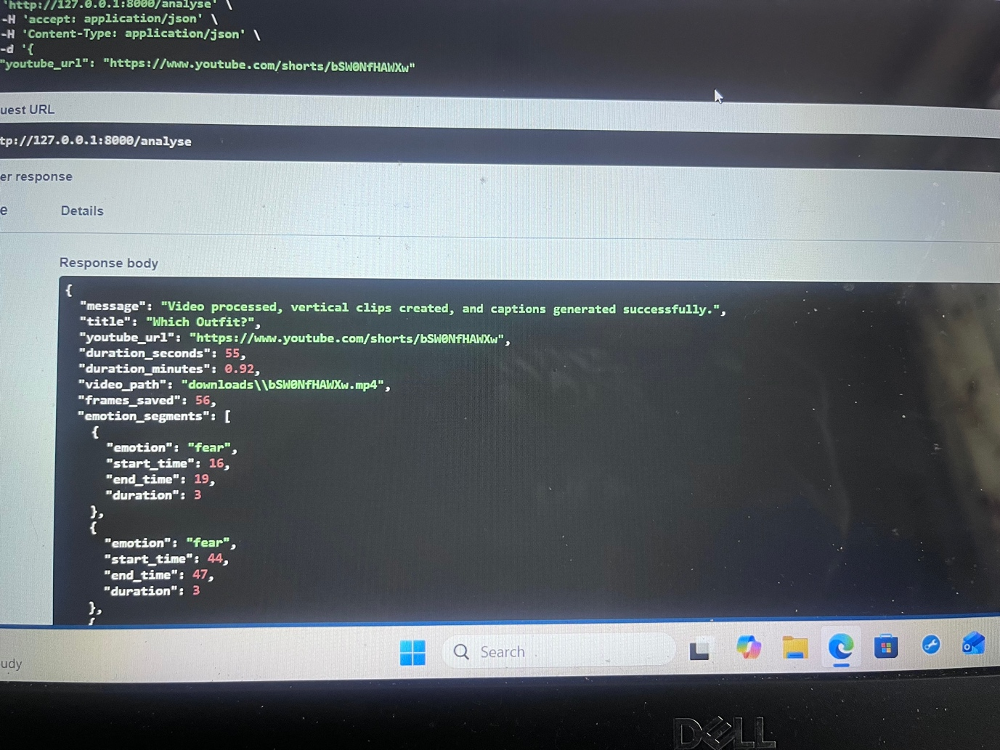 'http://127.0.0.1:8000/analyse' \
-H 'accept: application/json' \
-H 'Content-Type: application/json' \
-d '{
"youtube_url": "https://www.youtube.com/shorts/bSW0NfHAWXw"
uest URL
tp://127.0.0.1:8000/analyse
er response
e Details
Response body
{
"message": "Video processed, vertical clips created, and captions generated successfully.",
"title": "Which Outfit?",
"youtube_url": "https://www.youtube.com/shorts/bSW0NfHAWXw",
"duration_seconds": 55,
"duration_minutes": 0.92,
"video_path": "downloads\\bSW0NfHAWXw.mp4",
"frames_saved": 56,
"emotion_segments": [
{
"emotion": "fear",
"start_time": 16,
"end_time": 19,
"duration": 3
},
{
"emotion": "fear",
"start_time": 44,
"end_time": 47,
"duration": 3
},
{
udy
Search
DELL